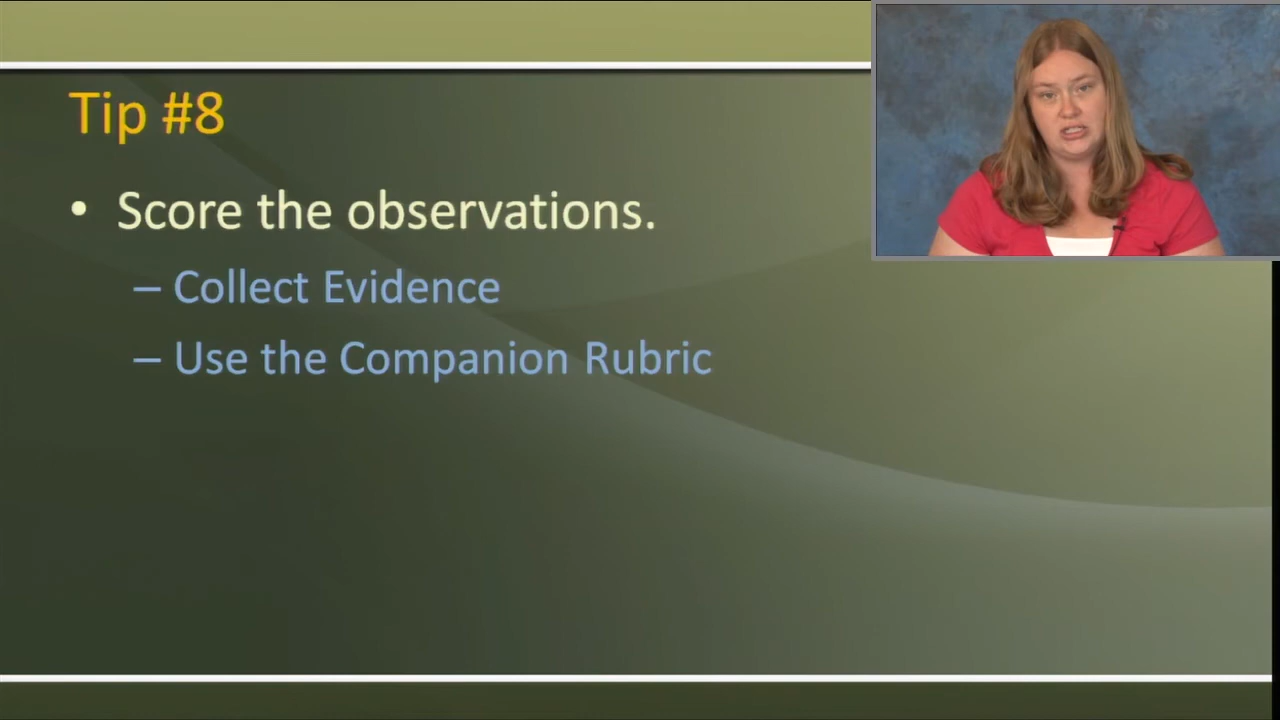 Tip #8
• Score the observations.
– Collect Evidence
– Use the Companion Rubric